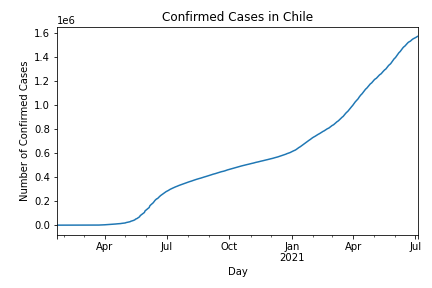 Confirmed Cases in Chile
1e6
1.6
1.4
1.2
1.0
0.8
0.6
0.4
0.2
0.0
Number of Confirmed Cases
Apr Jul Oct Jan Apr Jul
2021
Day